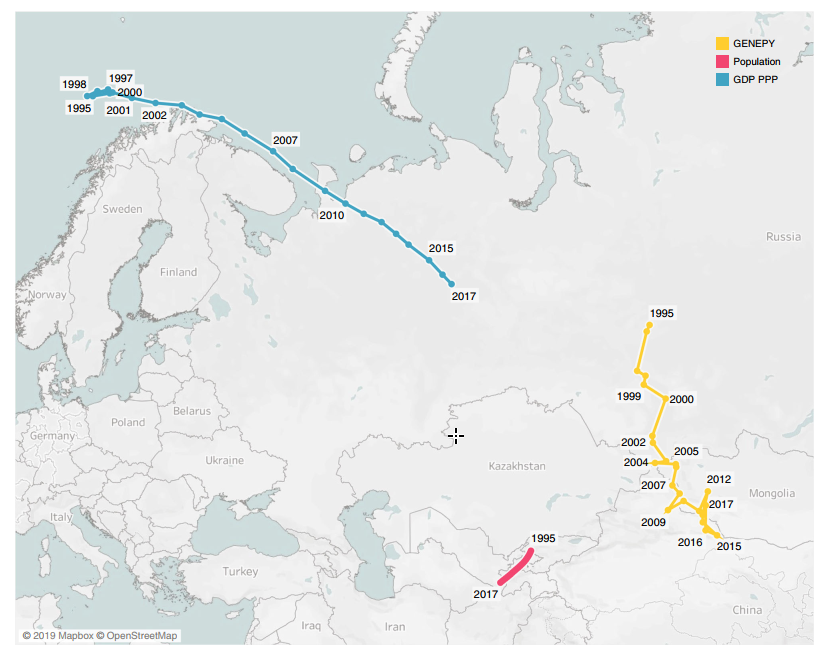 GENEPY
Population
GDP PPP
1998
1997
2000
1995
2001
2002
2007
2010
2015
2017
Sweden
Finland
Norway
Russia
1995
1999
2000
2002
2004
2005
2007
2012
2009
2017
2016
2015
Poland
Belarus
Germany
Ukraine
Kazakhstan
Mongolia
Italy
1995
2017
Turkey
Iraq
Iran
China
© 2019 Mapbox © OpenStreetMap